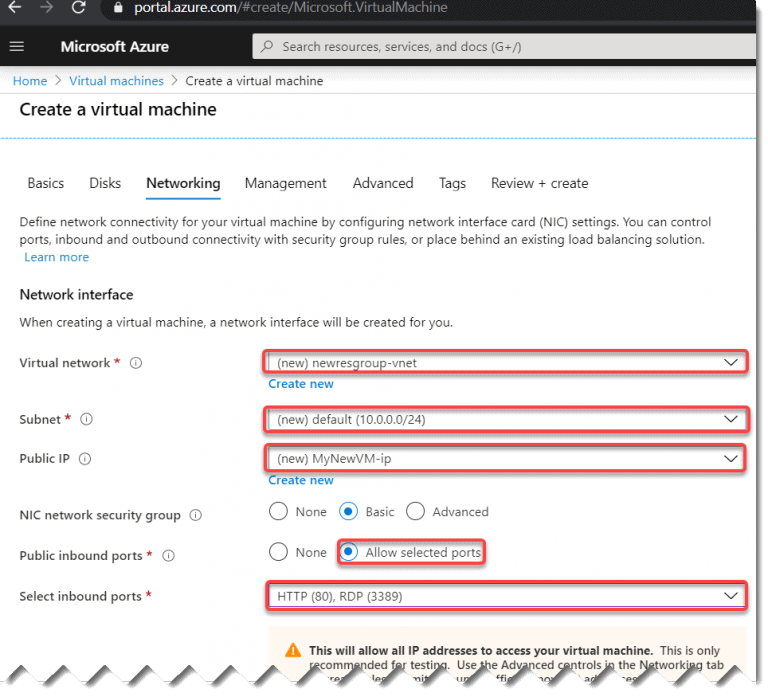 portal.azure.com/#create/Microsoft.VirtualMachine
Microsoft Azure
Search resources, services, and docs (G+/)
Home > Virtual machines > Create a virtual machine
Create a virtual machine
Basics Disks Networking Management Advanced Tags Review + create
Define network connectivity for your virtual machine by configuring network interface card (NIC) settings. You can control
ports, inbound and outbound connectivity with security group rules, or place behind an existing load balancing solution.
Learn more
Network interface
When creating a virtual machine, a network interface will be created for you.
Virtual network * (new) newresgroup-vnet
Create new
Subnet * (new) default (10.0.0.0/24)
Public IP (new) MyNewVM-ip
Create new
NIC network security group None Basic Advanced
Public inbound ports * None Allow selected ports
Select inbound ports * HTTP (80), RDP (3389)
This will allow all IP addresses to access your virtual machine. This is only
recommended for testing. Use the Advanced controls in the Networking tab